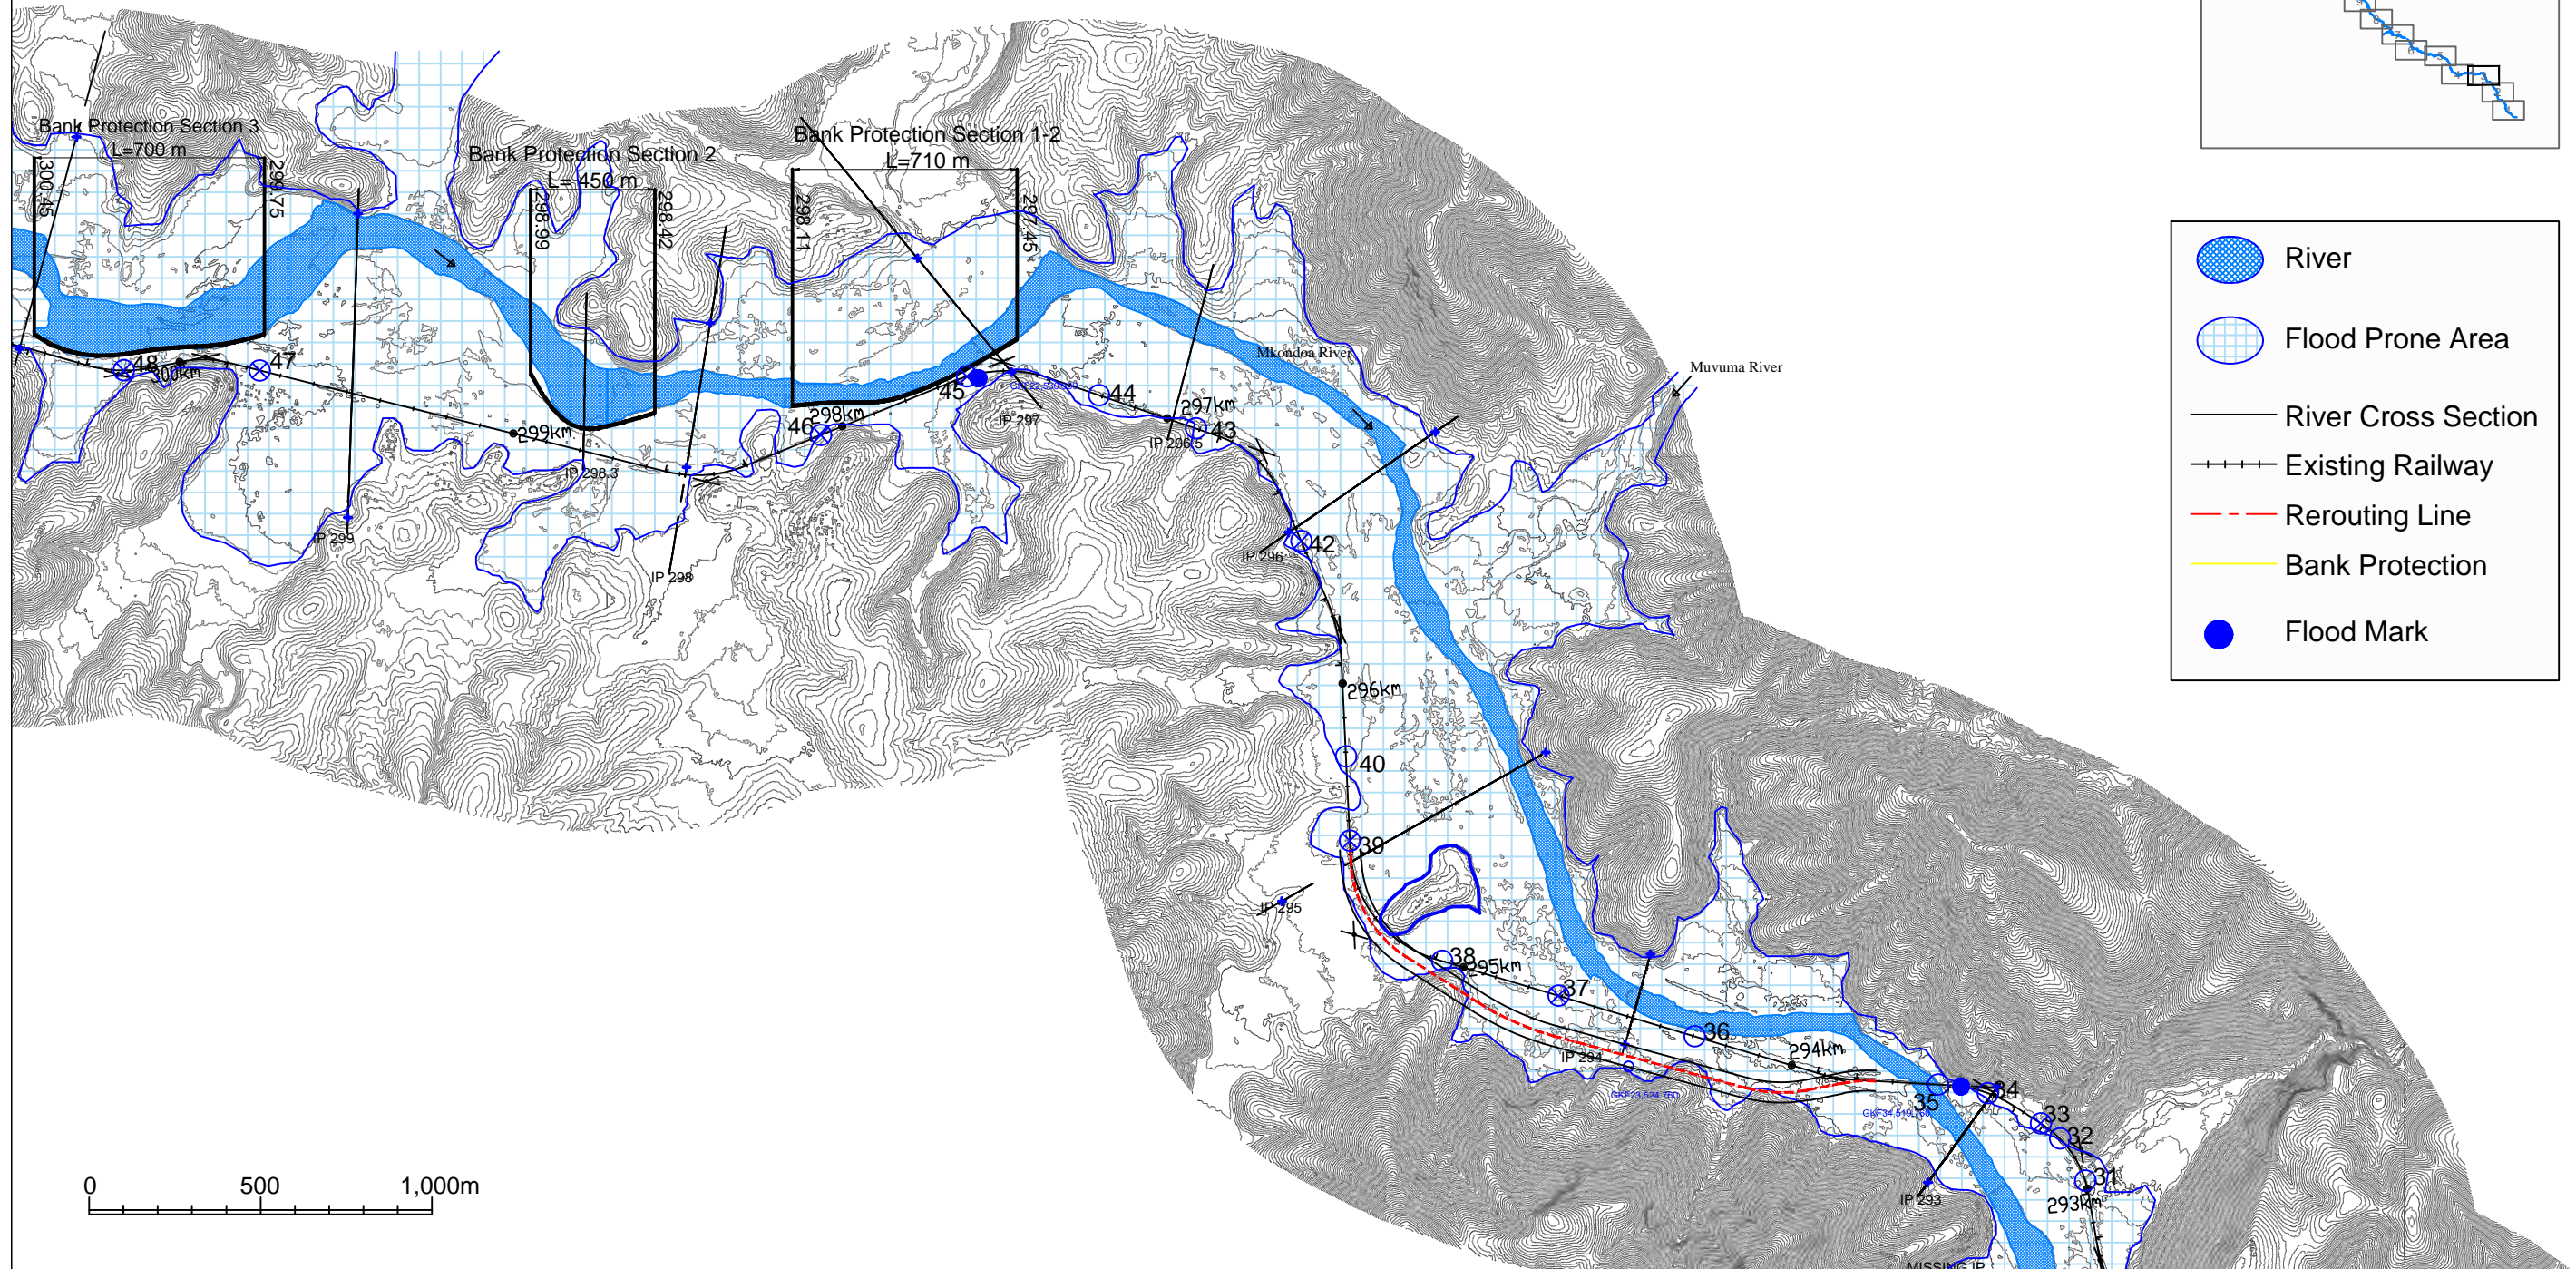 Bank Protection Section 3
L=700 m
300.45
299.75
Bank Protection Section 2
L= 450 m
298.99
298.42
Bank Protection Section 1-2
L=710 m
298.11
297.45
Mkondoa River
Muvuma River
48
300km
47
299km
46
298km
45
IP 297
44
297km
43
IP 296.5
IP 298.3
IP 299
IP 298
IP 296
42
296km
40
39
IP 295
38
295km
37
36
IP 294
294km
GKF23,524.760
35
34
33
32
31
293km
IP 293
MISSING IP
0
500
1,000m
River
Flood Prone Area
River Cross Section
Existing Railway
Rerouting Line
Bank Protection
Flood Mark